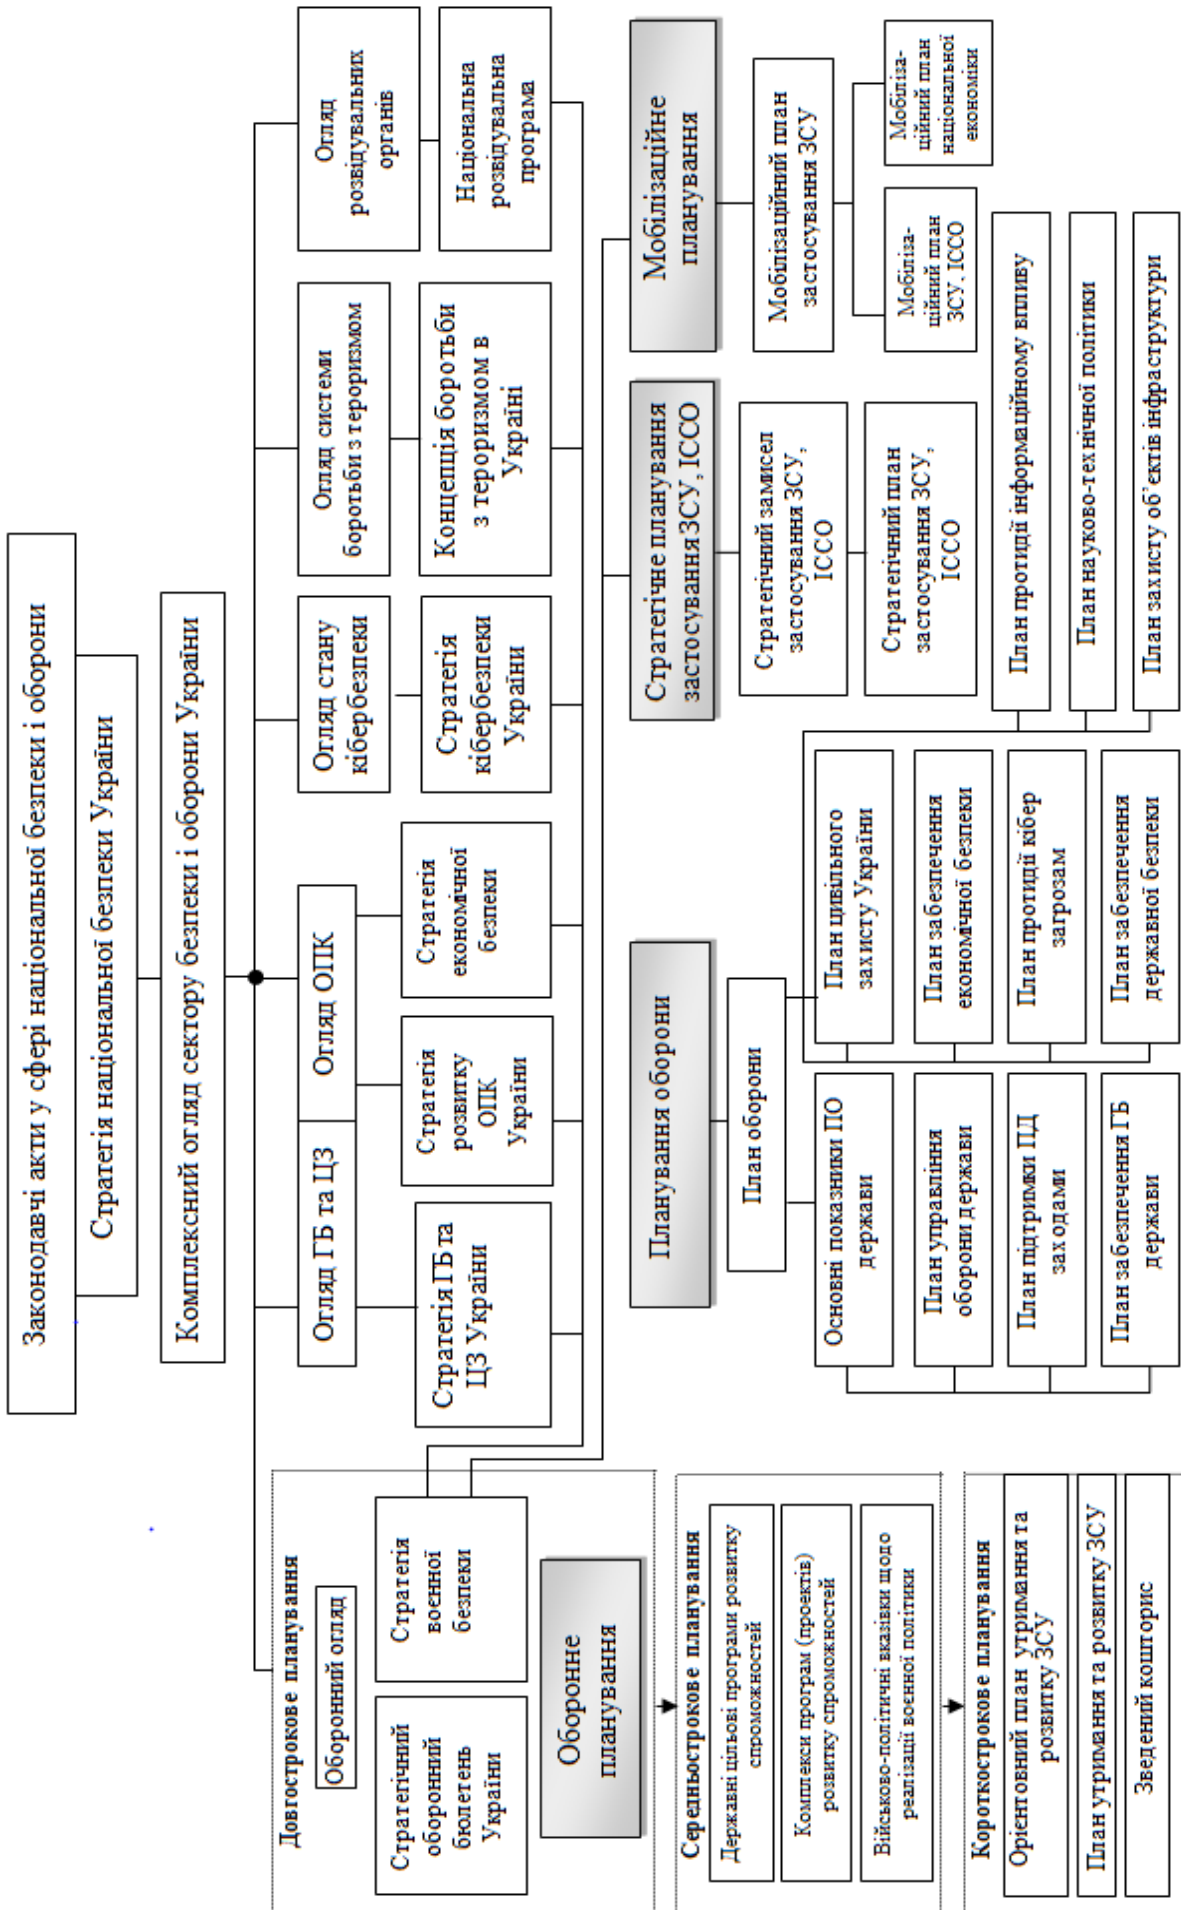 Законодавчі акти у сфері національної безпеки і оборони
Стратегія національної безпеки України
Комплексний огляд сектору безпеки і оборони України
Довгострокове планування
Оборонний огляд
Стратегічний
оборонний
бюлетень
України
Стратегія
воєнної
безпеки
Оборонне
планування
Огляд ГБ та ЦЗ
Огляд ОПК
Огляд стану
кібербезпеки
Огляд системи
боротьби з тероризмом
Огляд
розвідувальних
органів
Стратегія ГБ та
ЦЗ України
Стратегія
розвитку
ОПК
України
Стратегія
економічної
безпеки
Стратегія
кібербезпеки
України
Концепція боротьби
з тероризмом в
Україні
Національна
розвідувальна
програма
Середньострокове планування
Державні цільові програми розвитку
спроможностей
Комплекси програм (проектів)
розвитку спроможностей
Військово-політичні вказівки щодо
реалізації воєнної політики
Короткострокове планування
Орієнтовний план утримання та
розвитку ЗСУ
План утримання та розвитку ЗСУ
Зведений кошторис
Планування оборони
План оборони
Основні показники ПО
держави
План управління
оборони держави
План підтримки ПД
заходами
План забезпечення ГБ
держави
План цивільного
захисту України
План забезпечення
економічної безпеки
План протидії кібер
загрозам
План забезпечення
державної безпеки
План протидії інформаційному впливу
План науково-технічної політики
План захисту об’єктів інфраструктури
Стратегічне планування
застосування ЗСУ, ІССО
Стратегічний замисел
застосування ЗСУ,
ІССО
Стратегічний план
застосування ЗСУ,
ІССО
Мобілізаційне
планування
Мобілізаційний план
застосування ЗСУ
Мобіліза-
ційний план
ЗСУ, ІССО
Мобіліза-
ційний план
національної
економіки